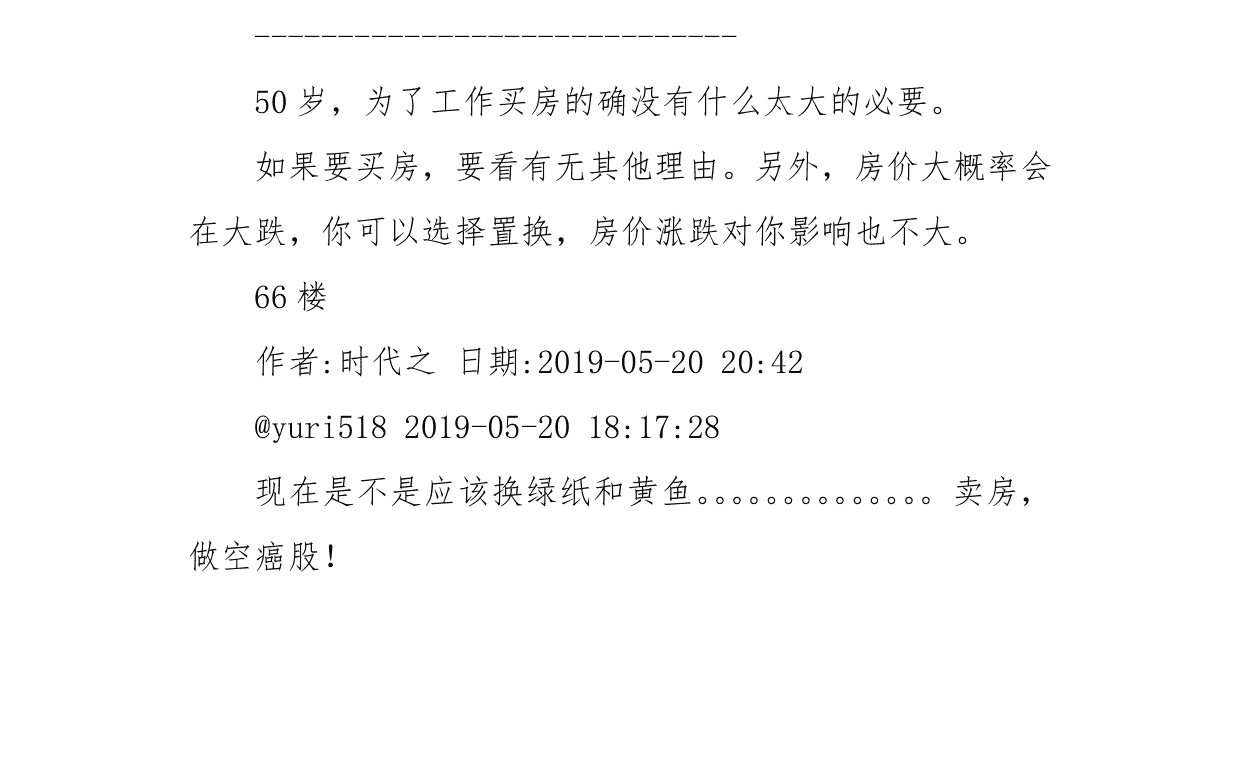 -----------------------------
50 岁，为了工作买房的确没有什么太大的必要。
如果要买房，要看有无其他理由。另外，房价大概率会
在大跌，你可以选择置换，房价涨跌对你影响也不大。
66 楼
作者:时代之 日期:2019-05-20 20:42
@yuri518 2019-05-20 18:17:28
现在是不是应该换绿纸和黄鱼。。。。。。。。。。。。。。卖房，
做空癌股！